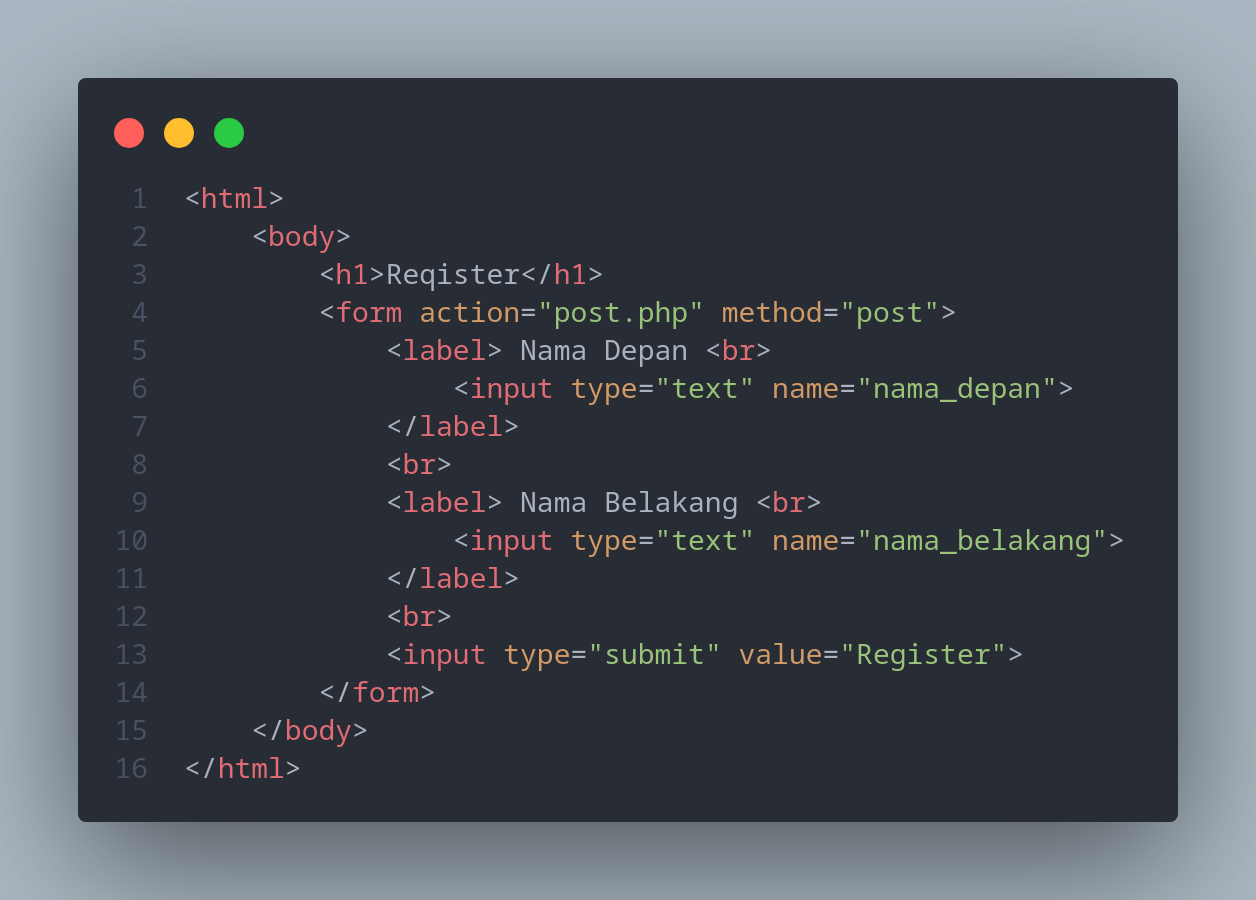 1 <html>
2     <body>
3         <h1>Reqister</h1>
4         <form action="post.php" method="post">
5             <label> Nama Depan <br>
6                 <input type="text" name="nama_depan">
7             </label>
8             <br>
9             <label> Nama Belakang <br>
10                 <input type="text" name="nama_belakang">
11             </label>
12             <br>
13             <input type="submit" value="Register">
14         </form>
15     </body>
16 </html>